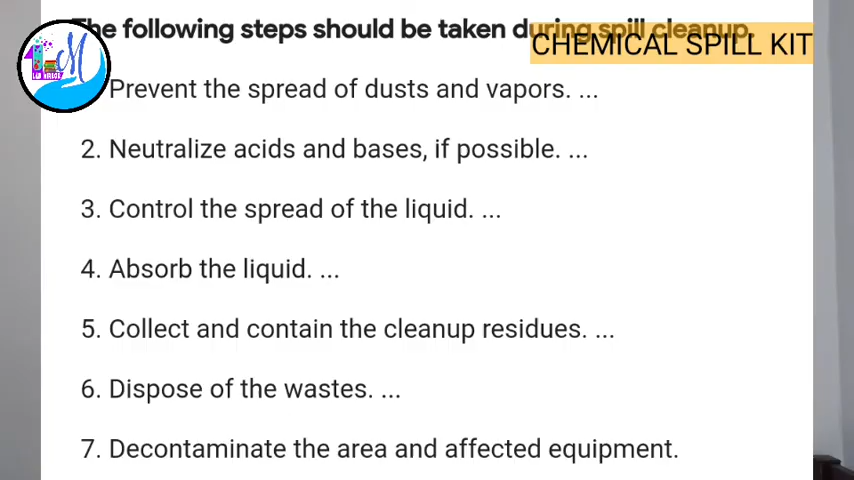 The following steps should be taken during spill cleanup.
CHEMICAL SPILL KIT
Prevent the spread of dusts and vapors. ...
2. Neutralize acids and bases, if possible. ...
3. Control the spread of the liquid. ...
4. Absorb the liquid. ...
5. Collect and contain the cleanup residues. ...
6. Dispose of the wastes. ...
7. Decontaminate the area and affected equipment.